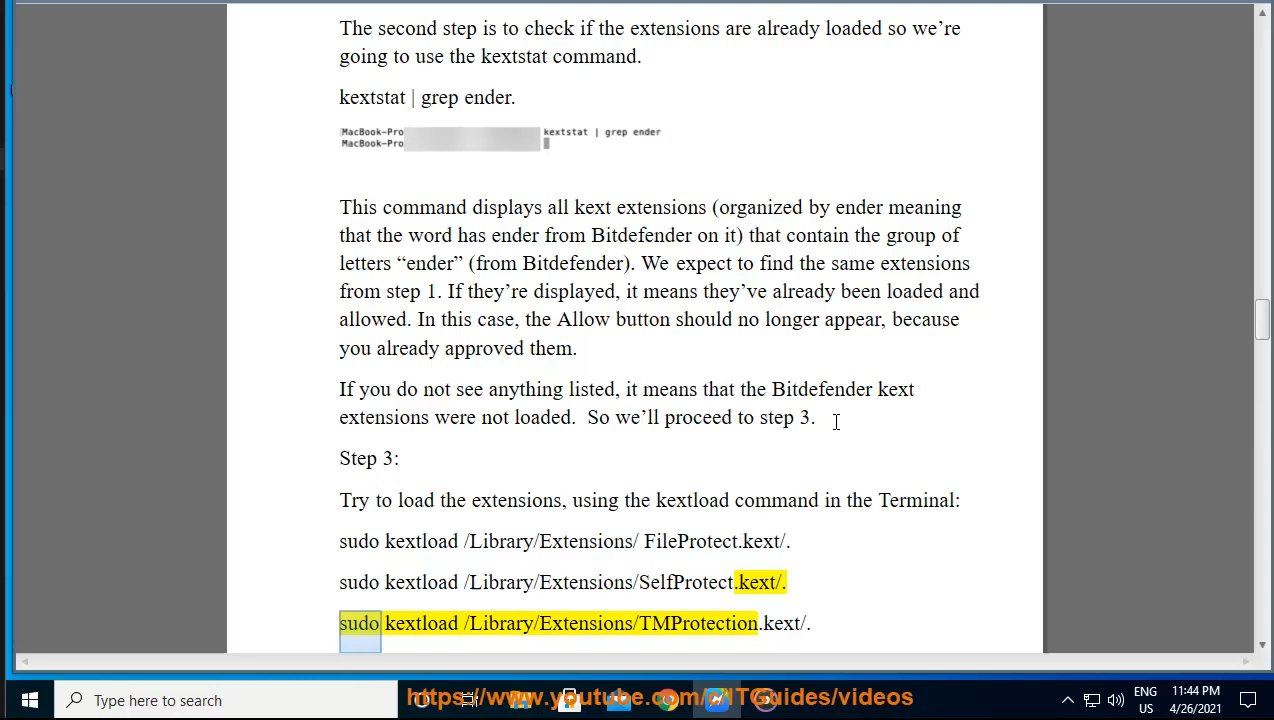 The second step is to check if the extensions are already loaded so we’re
going to use the kextstat command.
kextstat | grep ender.
MacBook-Pro kextstat | grep ender
MacBook-Pro
This command displays all kext extensions (organized by ender meaning
that the word has ender from Bitdefender on it) that contain the group of
letters “ender” (from Bitdefender). We expect to find the same extensions
from step 1. If they’re displayed, it means they’ve already been loaded and
allowed. In this case, the Allow button should no longer appear, because
you already approved them.
If you do not see anything listed, it means that the Bitdefender kext
extensions were not loaded.  So we’ll proceed to step 3.
Step 3:
Try to load the extensions, using the kextload command in the Terminal:
sudo kextload /Library/Extensions/ FileProtect.kext/.
sudo kextload /Library/Extensions/SelfProtect.kext/.
sudo kextload /Library/Extensions/TMProtection.kext/.
Type here to search
https://www.youtube.com/c/ITGuides/videos
ENG
US
11:44 PM
4/26/2021